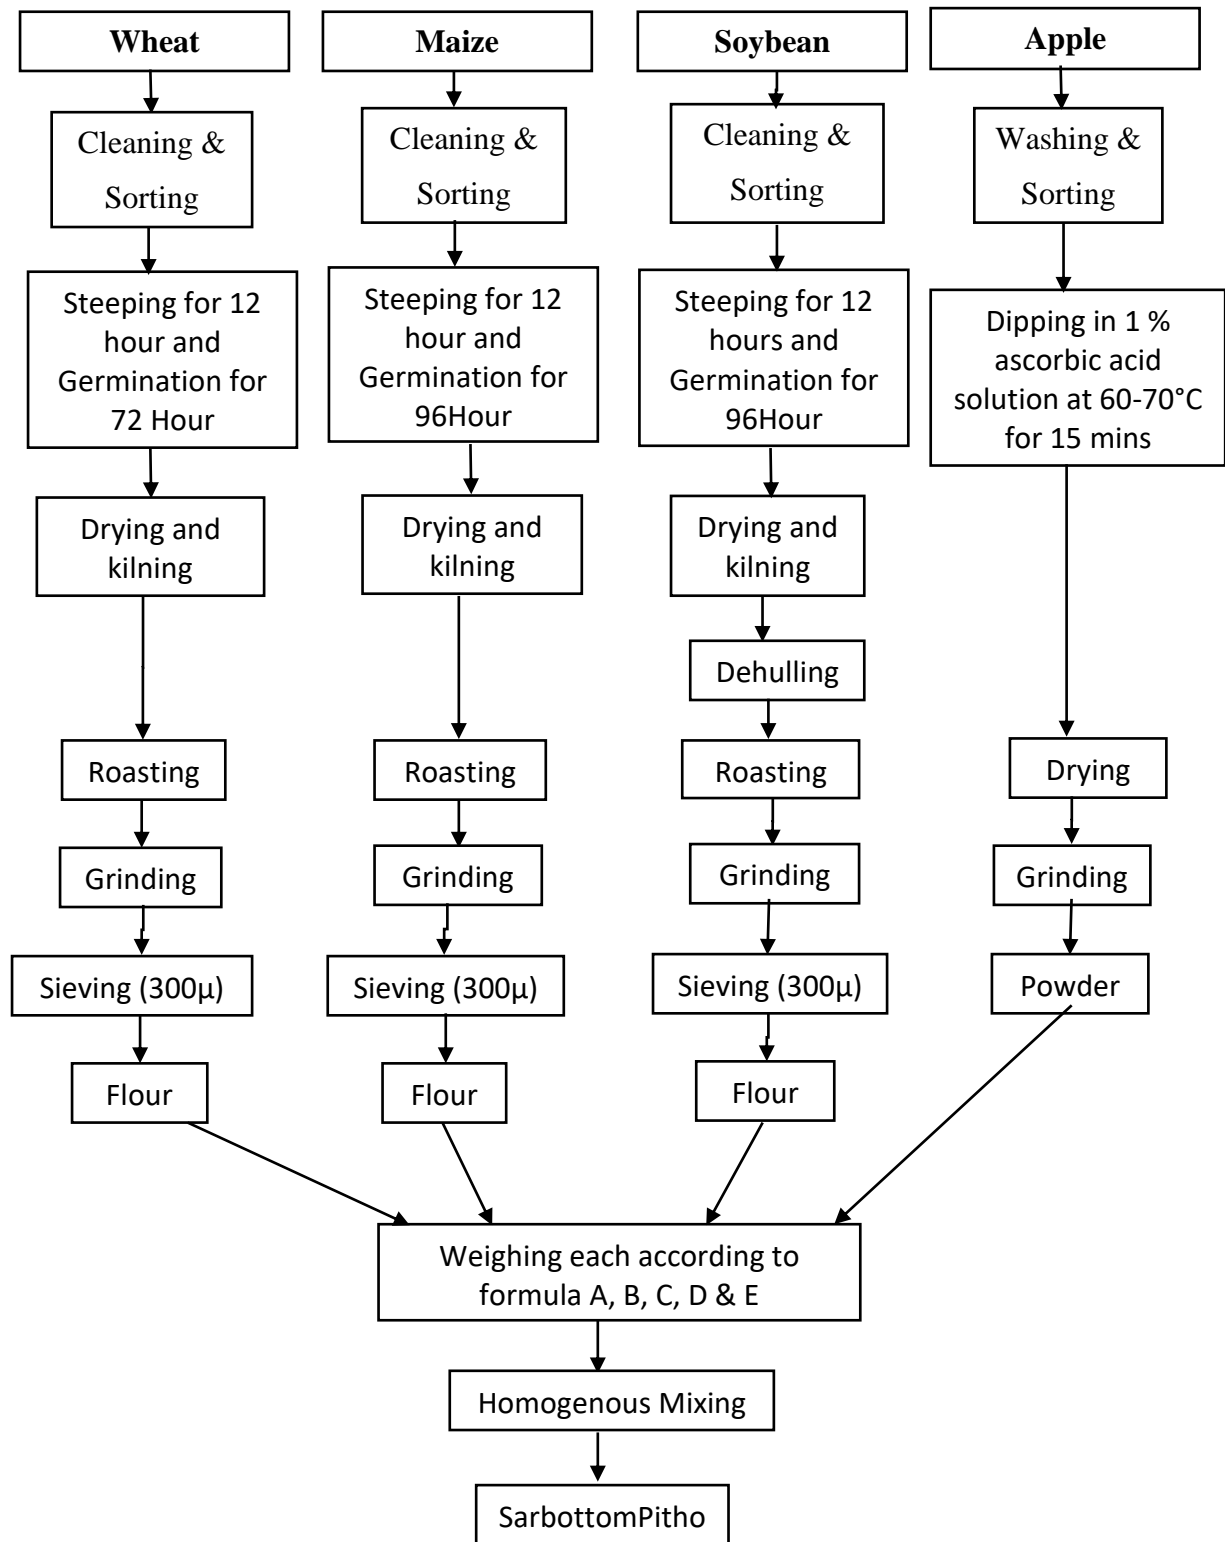 Wheat
Cleaning &
Sorting
Steeping for 12
hour and
Germination for
72 Hour
Drying and
kilning
Roasting
Grinding
Sieving (300µ)
Flour
Maize
Cleaning &
Sorting
Steeping for 12
hour and
Germination for
96Hour
Drying and
kilning
Roasting
Grinding
Sieving (300µ)
Flour
Soybean
Cleaning &
Sorting
Steeping for 12
hours and
Germination for
96Hour
Drying and
kilning
Dehulling
Roasting
Grinding
Sieving (300µ)
Flour
Apple
Washing &
Sorting
Dipping in 1 %
ascorbic acid
solution at 60-70°C
for 15 mins
Drying
Grinding
Powder
Weighing each according to
formula A, B, C, D & E
Homogenous Mixing
SarbottomPitho